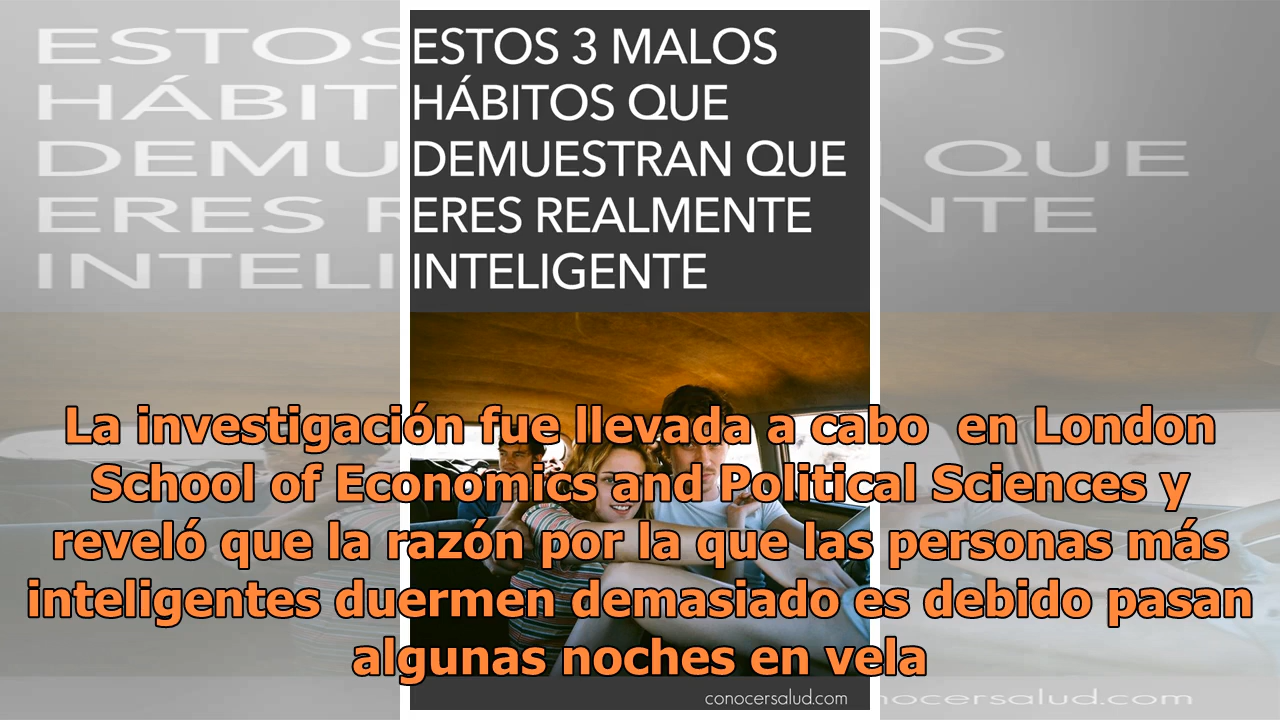 ESTOS 3 MALOS
HÁBITOS QUE
DEMUESTRAN QUE
ERES REALMENTE
INTELIGENTE
La investigación fue llevada a cabo  en London
School of Economics and Political Sciences y
reveló que la razón por la que las personas más
inteligentes duermen demasiado es debido pasan
algunas noches en vela
conocersalud.com